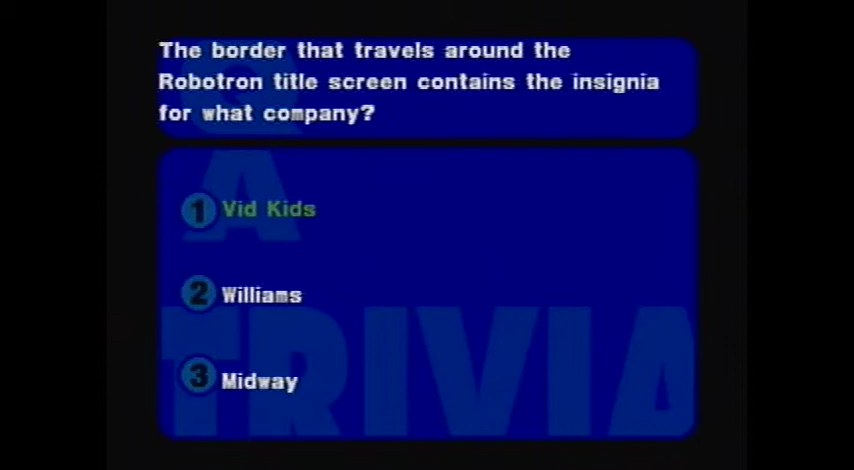 The border that travels around the
Robotron title screen contains the insignia
for what company?
Q
A
1 Vid Kids
2 Williams
3 Midway
TRIVIA